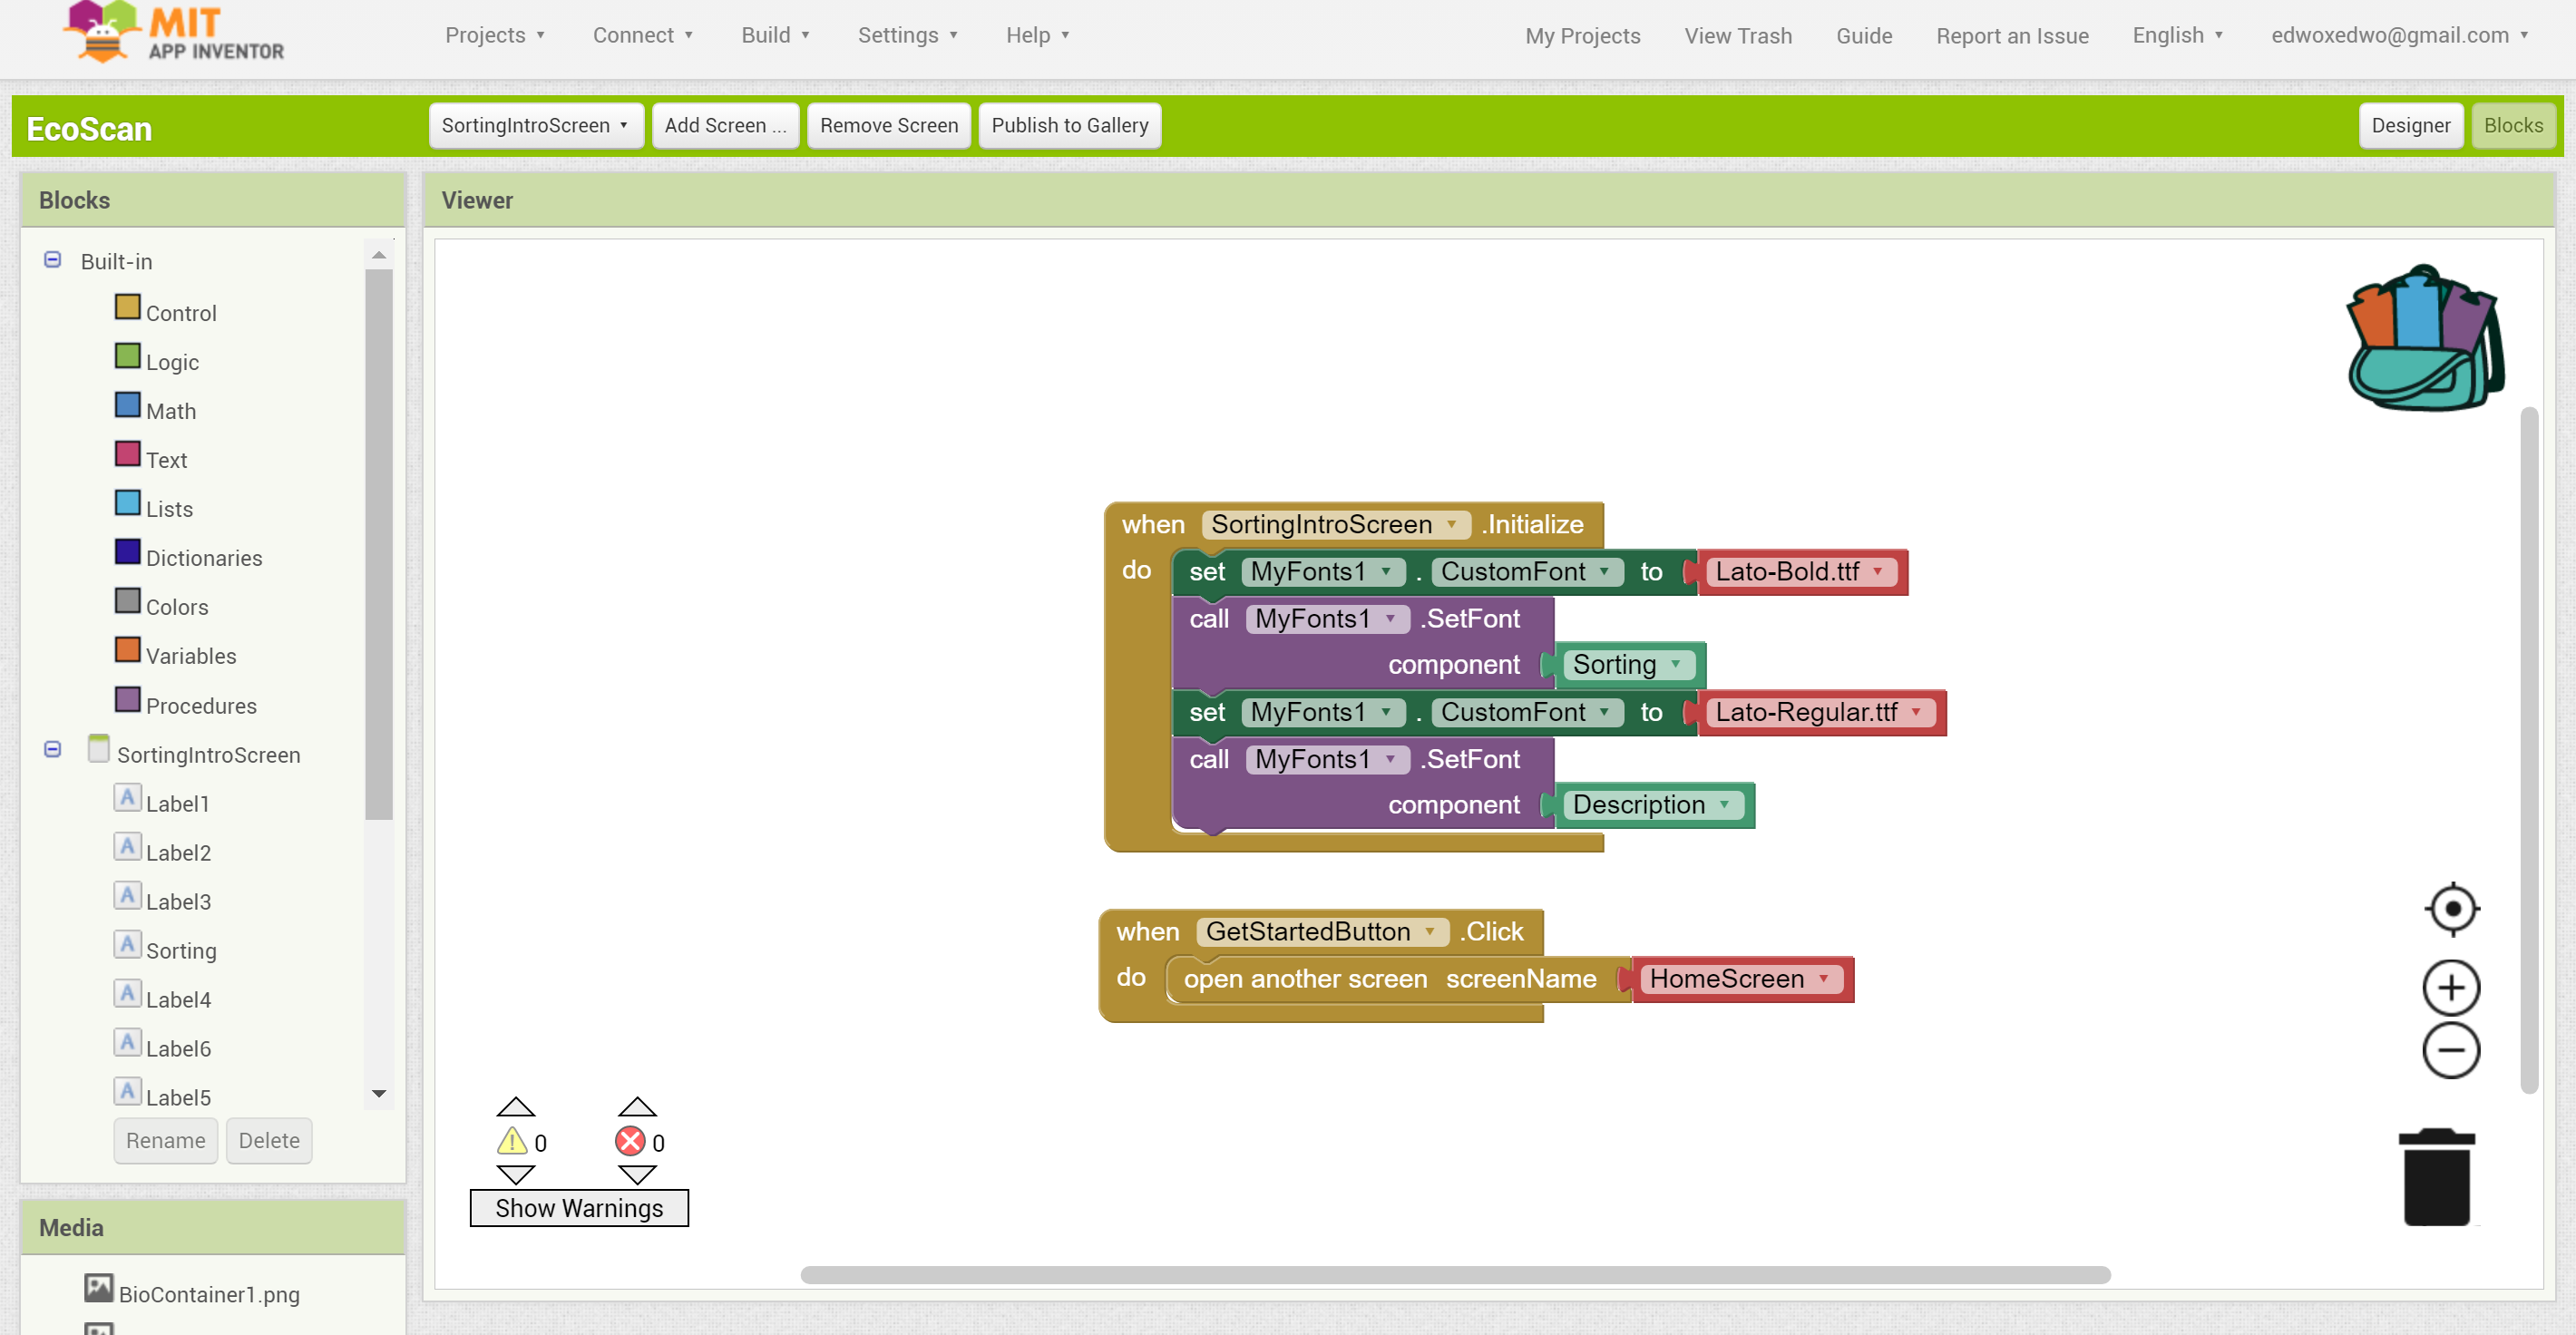 MIT
APP INVENTOR
Projects Connect Build Settings Help My Projects View Trash Guide Report an Issue English edwoxedwo@gmail.com
EcoScan SortingIntroScreen Add Screen ... Remove Screen Publish to Gallery Designer Blocks
Blocks
Built-in
Control
Logic
Math
Text
Lists
Dictionaries
Colors
Variables
Procedures
SortingIntroScreen
Label1
Label2
Label3
Sorting
Label4
Label6
Label5
Rename Delete
Media
BioContainer1.png
Viewer
when SortingIntroScreen .Initialize
do set MyFonts1 . CustomFont to Lato-Bold.ttf
call MyFonts1 .SetFont
component Sorting
set MyFonts1 . CustomFont to Lato-Regular.ttf
call MyFonts1 .SetFont
component Description
when GetStartedButton .Click
do open another screen screenName HomeScreen
0 0
Show Warnings